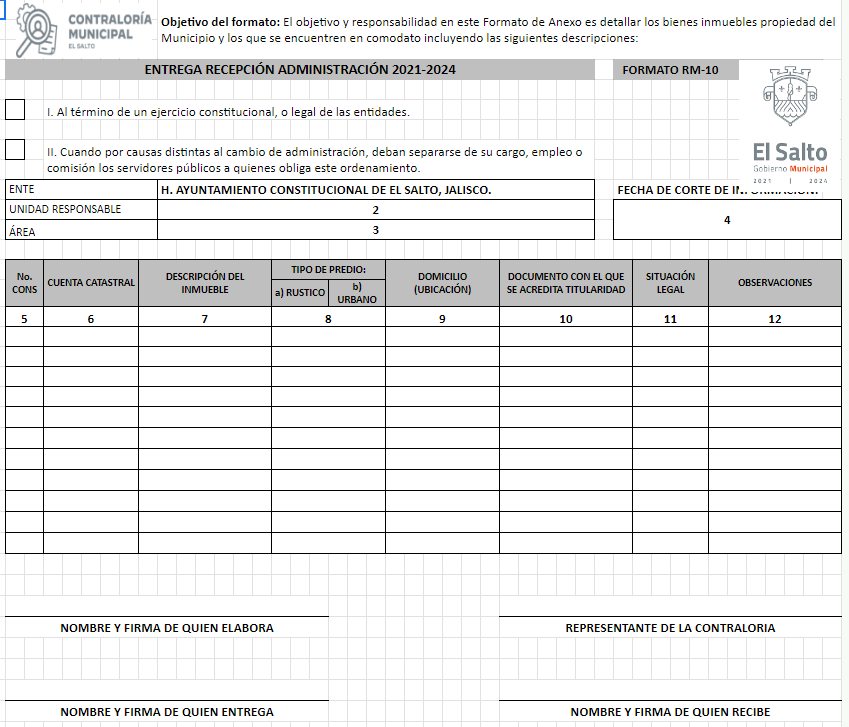 CONTRALORÍA
MUNICIPAL
EL SALTO
Objetivo del formato: El objetivo y responsabilidad en este Formato de Anexo es detallar los bienes inmuebles propiedad del
Municipio y los que se encuentren en comodato incluyendo las siguientes descripciones:
ENTREGA RECEPCIÓN ADMINISTRACIÓN 2021-2024
FORMATO RM-10
I. Al término de un ejercicio constitucional, o legal de las entidades.
II. Cuando por causas distintas al cambio de administración, deban separarse de su cargo, empleo o
comisión los servidores públicos a quienes obliga este ordenamiento.
El Salto
Gobierno Municipal
2021 | 2024
ENTE H. AYUNTAMIENTO CONSTITUCIONAL DE EL SALTO, JALISCO.
FECHA DE CORTE DE INFORMACIÓN:
UNIDAD RESPONSABLE 2
4
ÁREA 3
No.
CONS
CUENTA CATASTRAL
DESCRIPCIÓN DEL
INMUEBLE
TIPO DE PREDIO:
a) RUSTICO
b)
URBANO
DOMICILIO
(UBICACIÓN)
DOCUMENTO CON EL QUE
SE ACREDITA TITULARIDAD
SITUACIÓN
LEGAL
OBSERVACIONES
5 6 7 8 9 10 11 12
NOMBRE Y FIRMA DE QUIEN ELABORA
REPRESENTANTE DE LA CONTRALORIA
NOMBRE Y FIRMA DE QUIEN ENTREGA
NOMBRE Y FIRMA DE QUIEN RECIBE